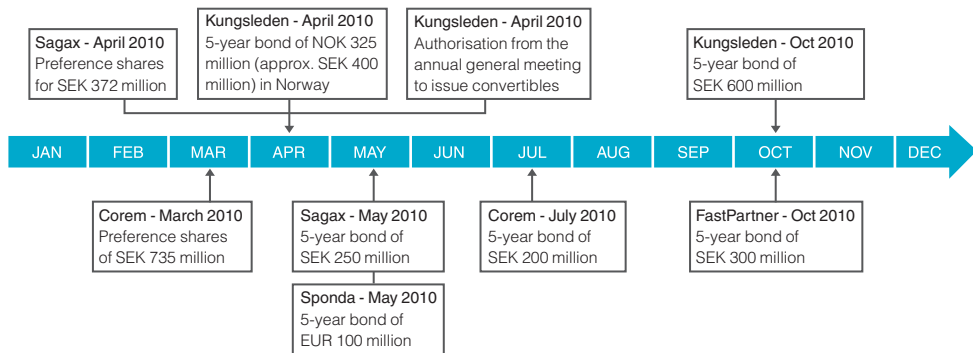 Sagax - April 2010
Preference shares
for SEK 372 million
Kungsleden - April 2010
5-year bond of NOK 325
million (approx. SEK 400
million) in Norway
Kungsleden - April 2010
Authorisation from the
annual general meeting
to issue convertibles
Kungsleden - Oct 2010
5-year bond of
SEK 600 million
JAN FEB MAR APR MAY JUN JUL AUG SEP OCT NOV DEC
Corem - March 2010
Preference shares
of SEK 735 million
Sagax - May 2010
5-year bond of
SEK 250 million
Sponda - May 2010
5-year bond of
EUR 100 million
Corem - July 2010
5-year bond of
SEK 200 million
FastPartner - Oct 2010
5-year bond of
SEK 300 million